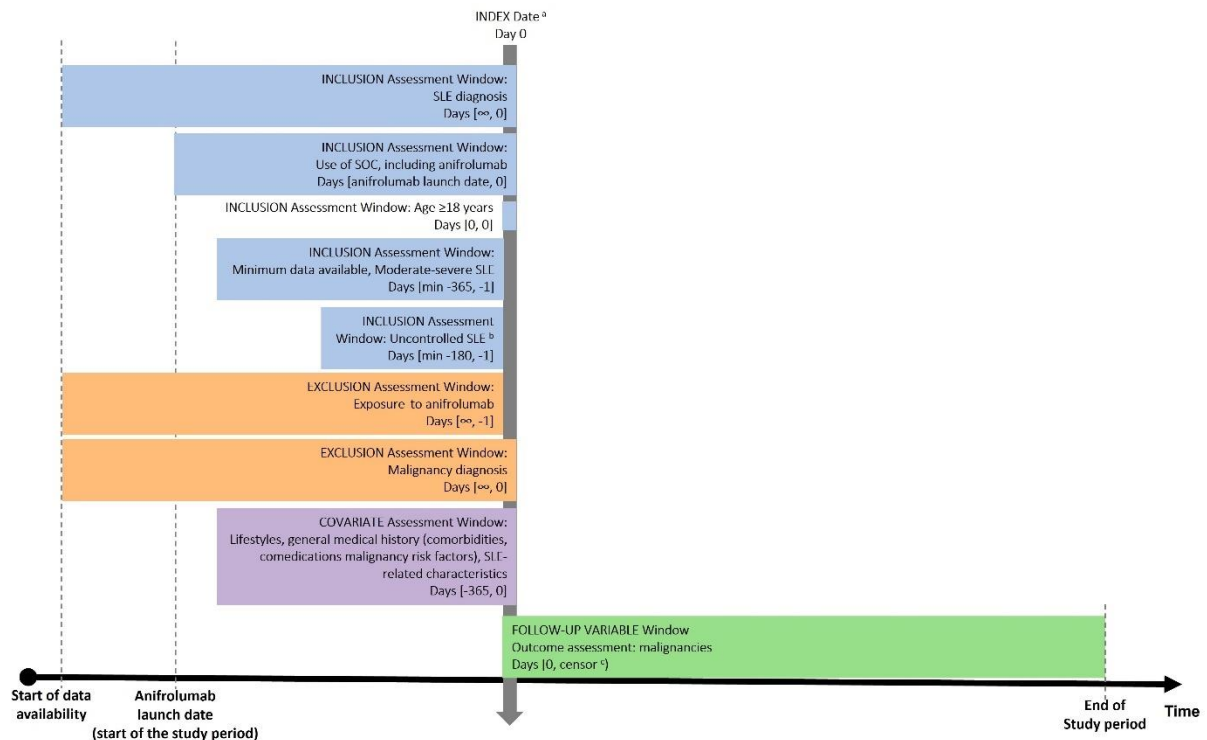 INDEX Date ᵃ
Day 0
INCLUSION Assessment Window:
SLE diagnosis
Days [∞, 0]
INCLUSION Assessment Window:
Use of SOC, including anifrolumab
Days [anifrolumab launch date, 0]
INCLUSION Assessment Window: Age ≥18 years
Days [0, 0]
INCLUSION Assessment Window:
Minimum data available, Moderate-severe SLE
Days [min -365, -1]
INCLUSION Assessment
Window: Uncontrolled SLE ᵇ
Days [min -180, -1]
EXCLUSION Assessment Window:
Exposure to anifrolumab
Days [∞, -1]
EXCLUSION Assessment Window:
Malignancy diagnosis
Days [∞, 0]
COVARIATE Assessment Window:
Lifestyles, general medical history (comorbidities,
comedications malignancy risk factors), SLE-
related characteristics
Days [-365, 0]
FOLLOW-UP VARIABLE Window
Outcome assessment: malignancies
Days [0, censor ᶜ)
Start of data
availability
Anifrolumab
launch date
(start of the study period)
End of
Study period
Time